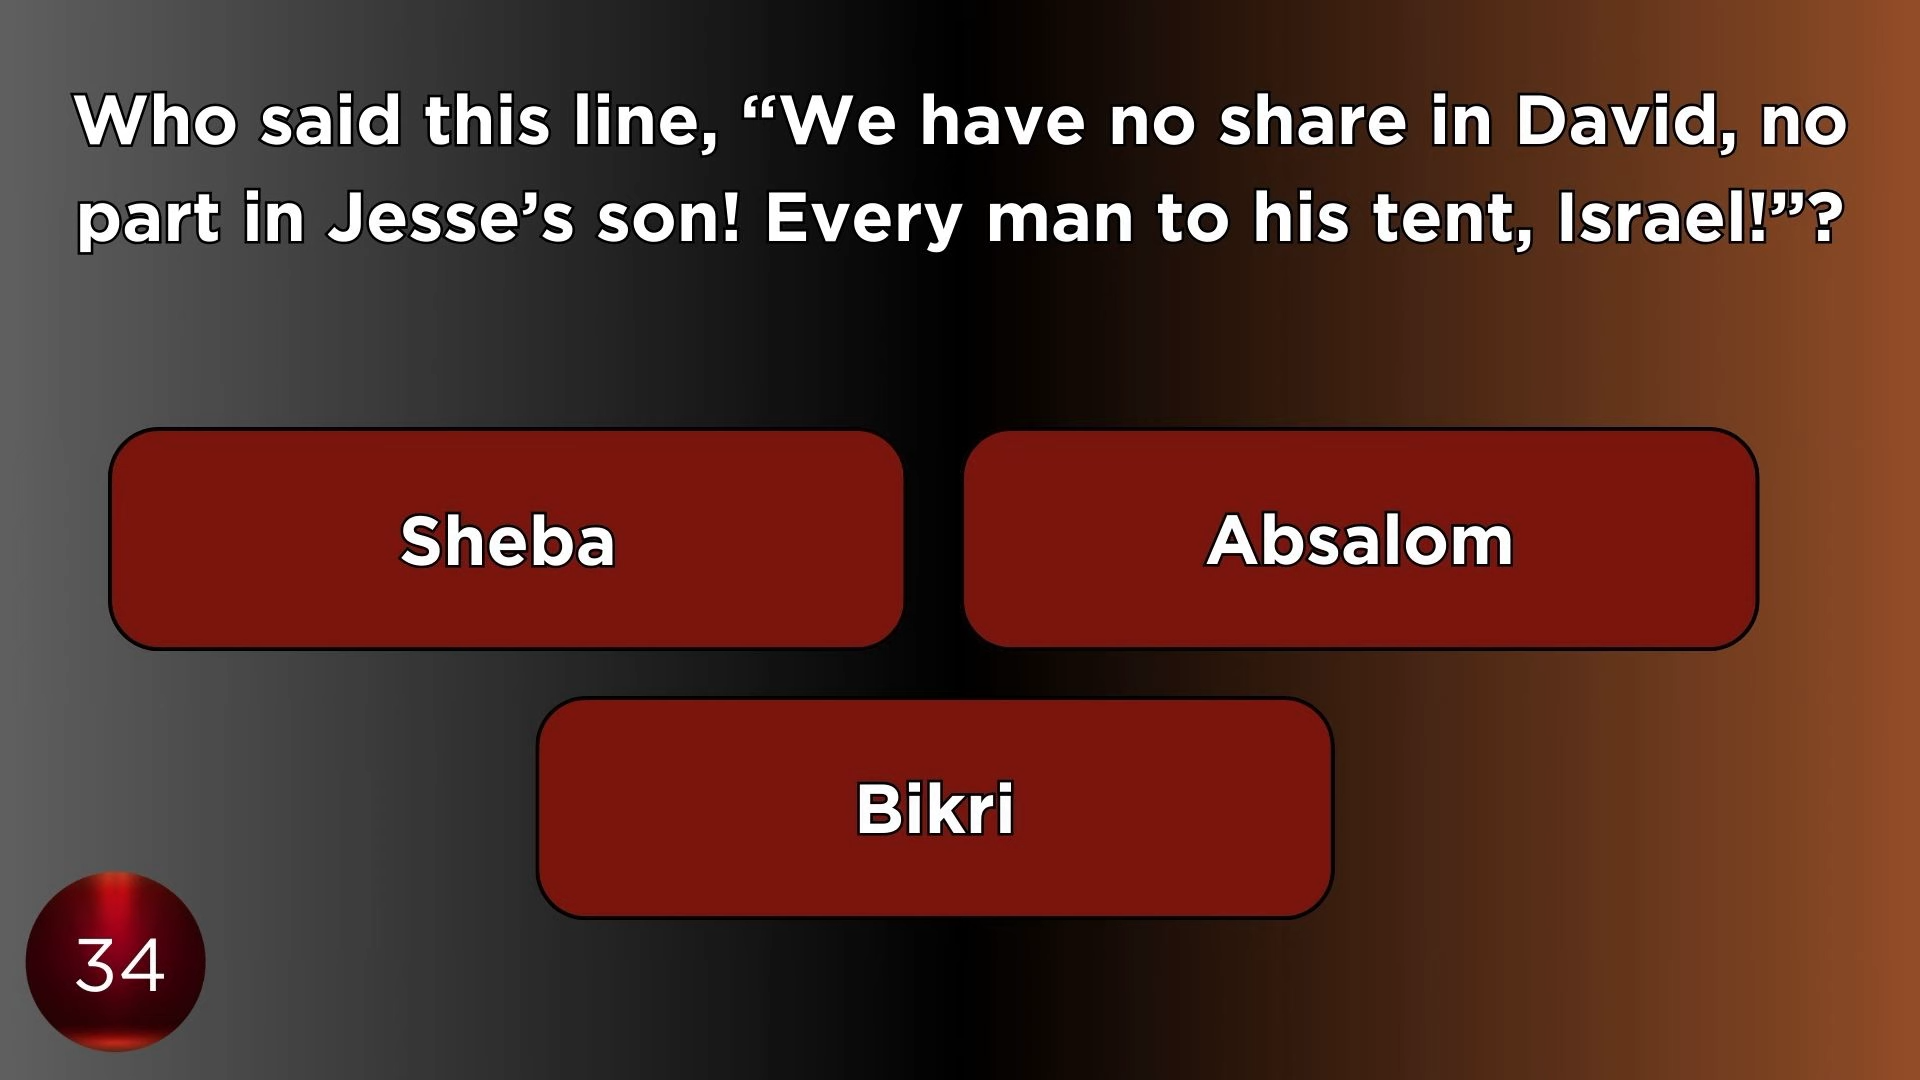 Who said this line, “We have no share in David, no
part in Jesse’s son! Every man to his tent, Israel!”?
Sheba
Absalom
Bikri
34